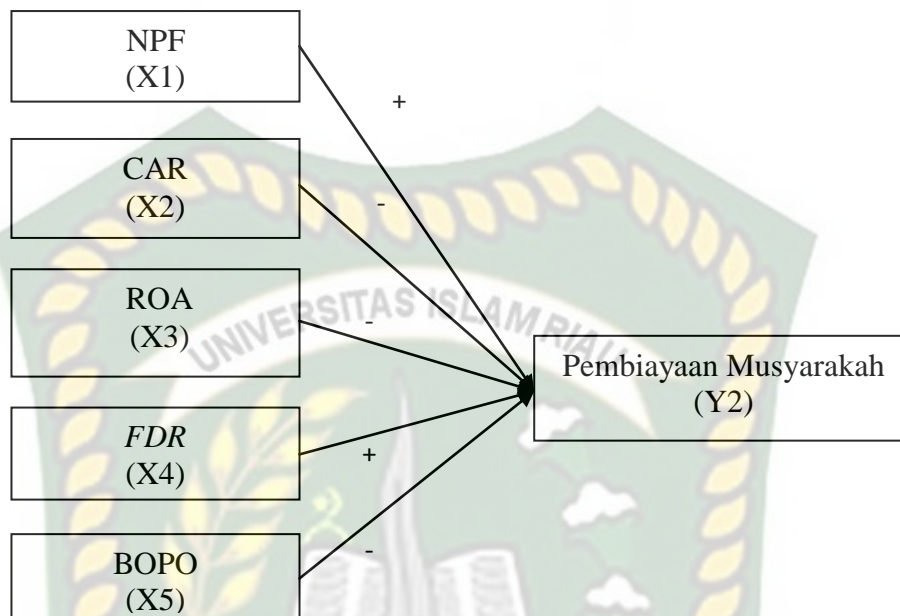 NPF
(X1)
+
CAR
(X2)
-
ROA
(X3)
-
FDR
(X4)
+
BOPO
(X5)
-
Pembiayaan Musyarakah
(Y2)
UNIVERSITAS ISLAM RIAU